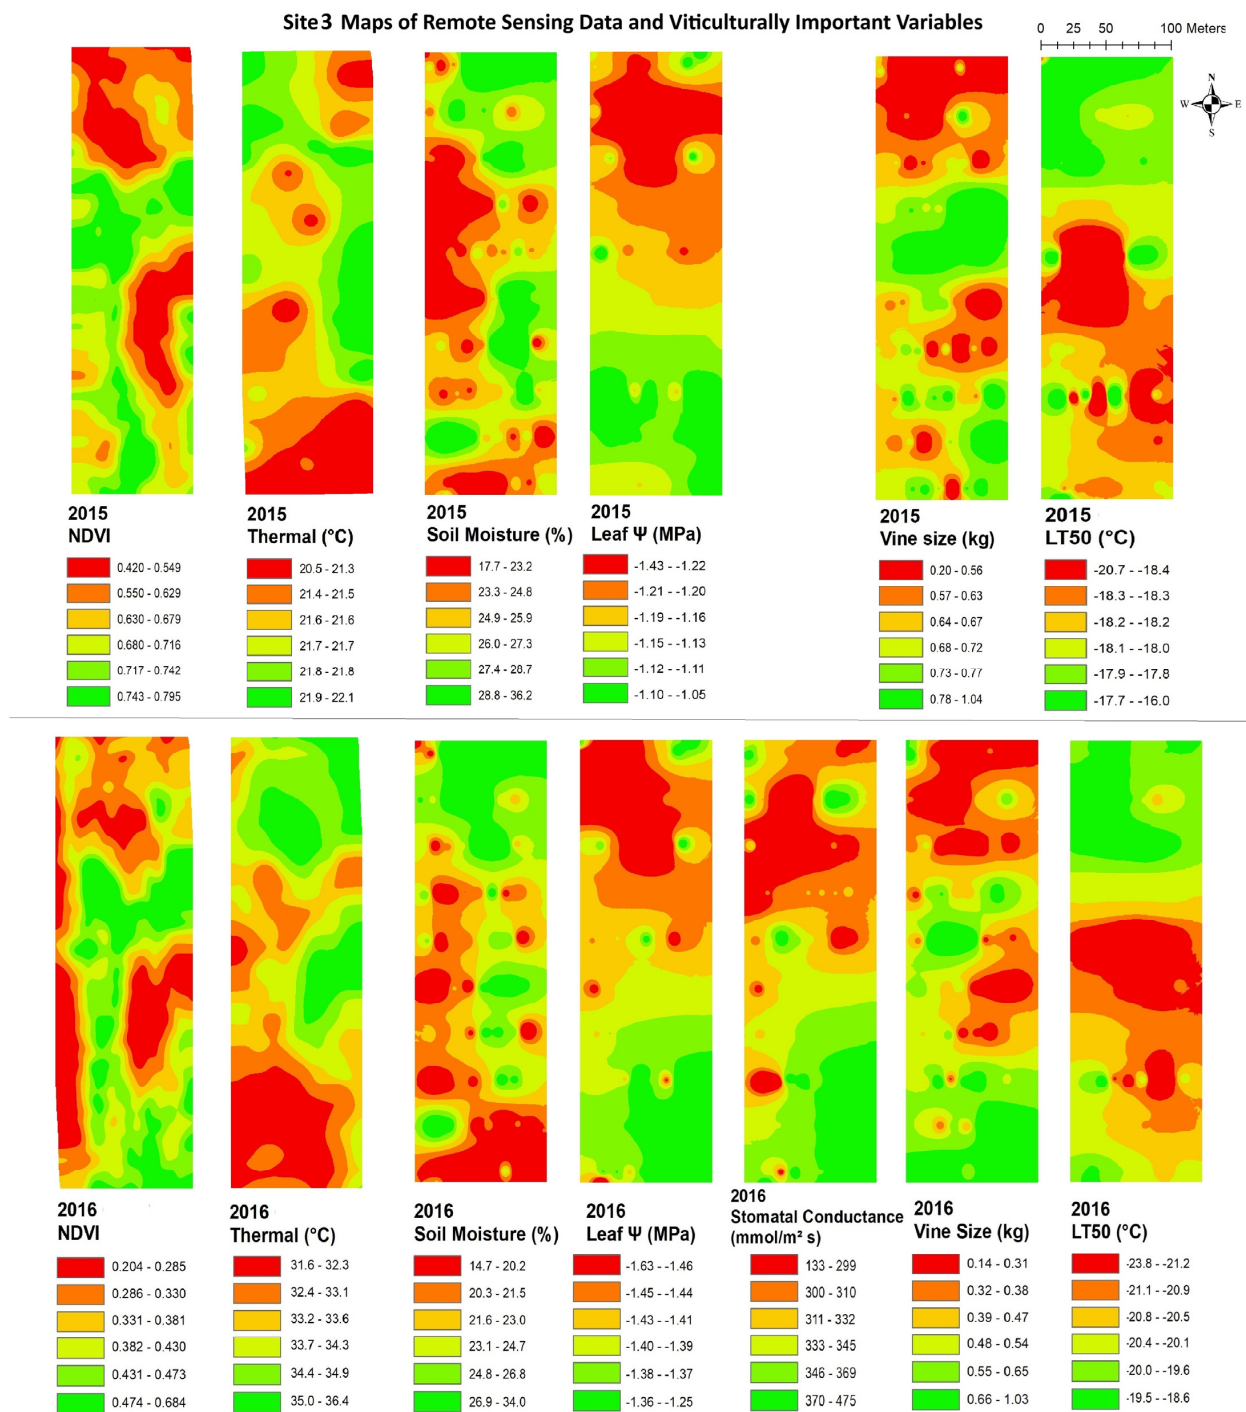 Site 3 Maps of Remote Sensing Data and Viticulturally Important Variables
0 25 50 100 Meters
N
W E
S
2015
NDVI
0.420 - 0.549
0.550 - 0.629
0.630 - 0.679
0.680 - 0.716
0.717 - 0.742
0.743 - 0.795
2015
Thermal (°C)
20.5 - 21.3
21.4 - 21.5
21.6 - 21.6
21.7 - 21.7
21.8 - 21.8
21.9 - 22.1
2015
Soil Moisture (%)
17.7 - 23.2
23.3 - 24.8
24.9 - 25.9
26.0 - 27.3
27.4 - 28.7
28.8 - 36.2
2015
Leaf Ψ (MPa)
-1.43 - -1.22
-1.21 - -1.20
-1.19 - -1.16
-1.15 - -1.13
-1.12 - -1.11
-1.10 - -1.05
2015
Vine size (kg)
0.20 - 0.56
0.57 - 0.63
0.64 - 0.67
0.68 - 0.72
0.73 - 0.77
0.78 - 1.04
2015
LT50 (°C)
-20.7 - -18.4
-18.3 - -18.3
-18.2 - -18.2
-18.1 - -18.0
-17.9 - -17.8
-17.7 - -16.0
2016
NDVI
0.204 - 0.285
0.286 - 0.330
0.331 - 0.381
0.382 - 0.430
0.431 - 0.473
0.474 - 0.684
2016
Thermal (°C)
31.6 - 32.3
32.4 - 33.1
33.2 - 33.6
33.7 - 34.3
34.4 - 34.9
35.0 - 36.4
2016
Soil Moisture (%)
14.7 - 20.2
20.3 - 21.5
21.6 - 23.0
23.1 - 24.7
24.8 - 26.8
26.9 - 34.0
2016
Leaf Ψ (MPa)
-1.63 - -1.46
-1.45 - -1.44
-1.43 - -1.41
-1.40 - -1.39
-1.38 - -1.37
-1.36 - -1.25
2016
Stomatal Conductance
(mmol/m² s)
133 - 299
300 - 310
311 - 332
333 - 345
346 - 369
370 - 475
2016
Vine Size (kg)
0.14 - 0.31
0.32 - 0.38
0.39 - 0.47
0.48 - 0.54
0.55 - 0.65
0.66 - 1.03
2016
LT50 (°C)
-23.8 - -21.2
-21.1 - -20.9
-20.8 - -20.5
-20.4 - -20.1
-20.0 - -19.6
-19.5 - -18.6